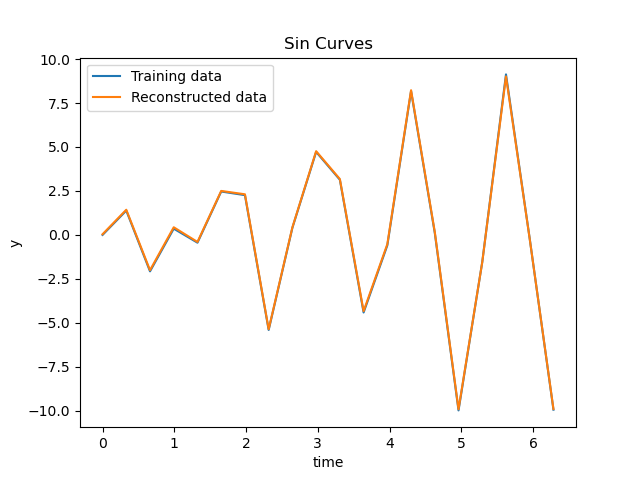 Sin Curves
Training data
Reconstructed data
10.0
7.5
5.0
2.5
0.0
−2.5
−5.0
−7.5
−10.0
y
0 1 2 3 4 5 6
time